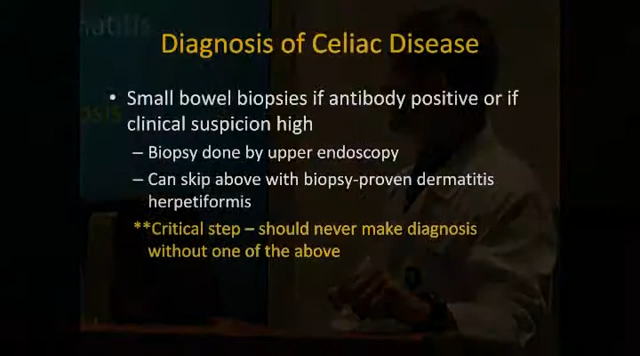 Diagnosis of Celiac Disease
• Small bowel biopsies if antibody positive or if
clinical suspicion high
– Biopsy done by upper endoscopy
– Can skip above with biopsy-proven dermatitis
herpetiformis
**Critical step – should never make diagnosis
without one of the above